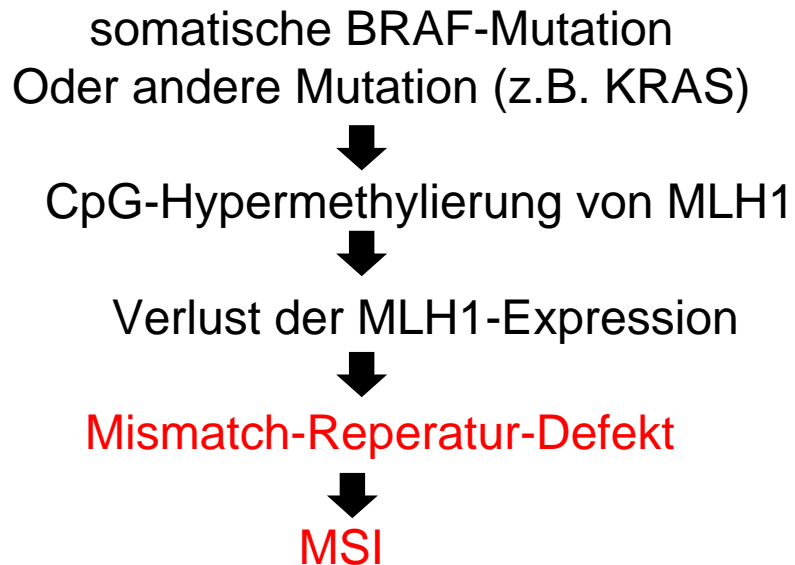 somatische BRAF-Mutation
Oder andere Mutation (z.B. KRAS)
CpG-Hypermethylierung von MLH1
Verlust der MLH1-Expression
Mismatch-Reperatur-Defekt
MSI